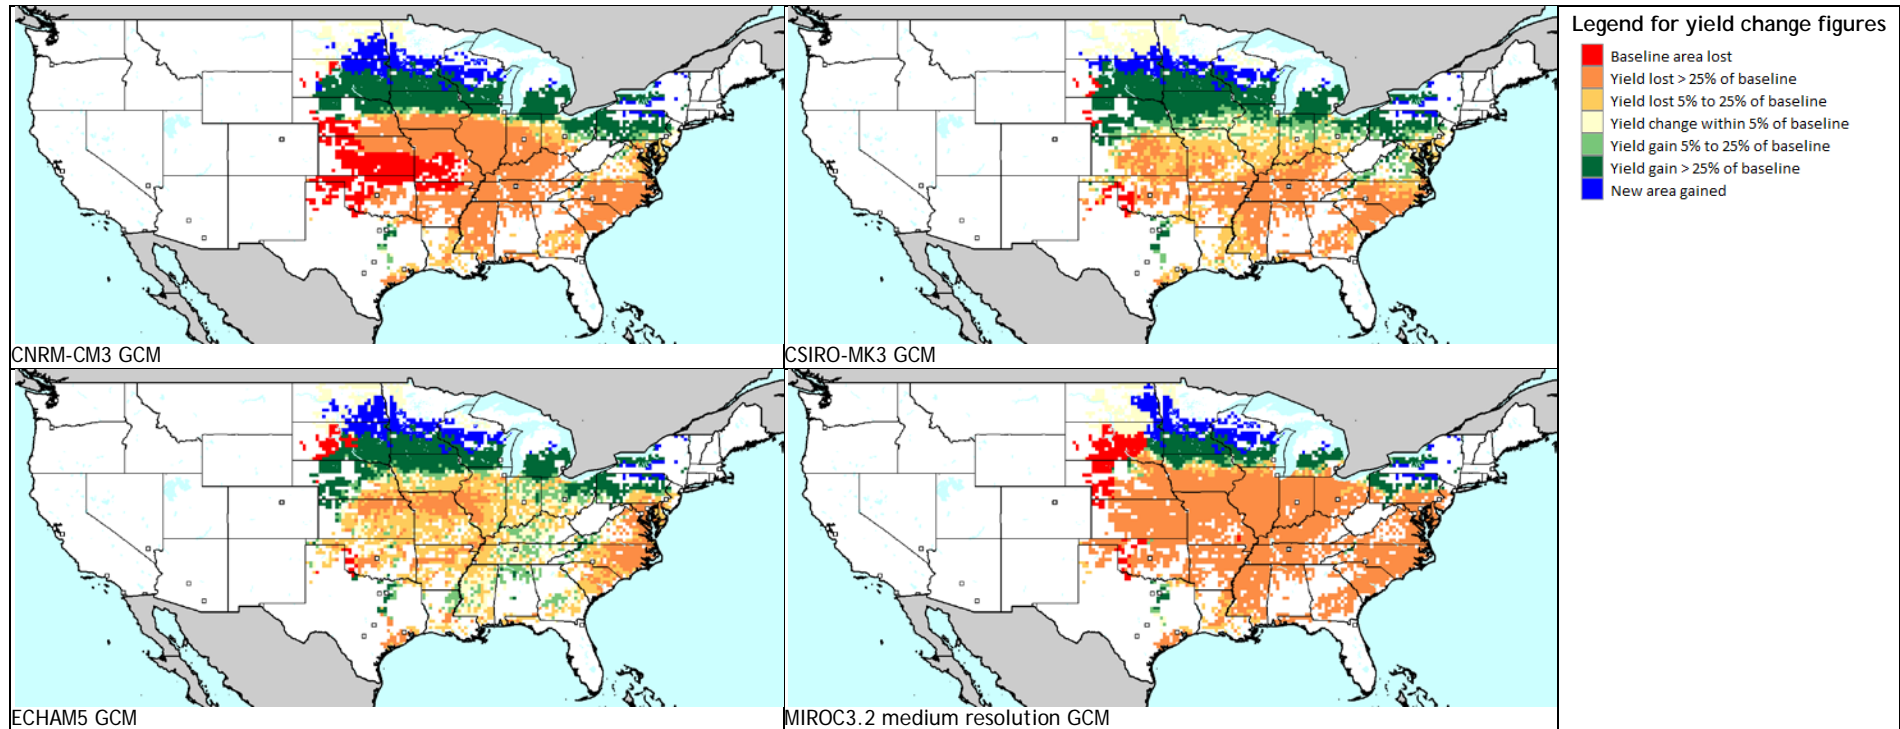 Legend for yield change figures
Baseline area lost
Yield lost > 25% of baseline
Yield lost 5% to 25% of baseline
Yield change within 5% of baseline
Yield gain 5% to 25% of baseline
Yield gain > 25% of baseline
New area gained
CNRM-CM3 GCM
CSIRO-MK3 GCM
ECHAM5 GCM
MIROC3.2 medium resolution GCM